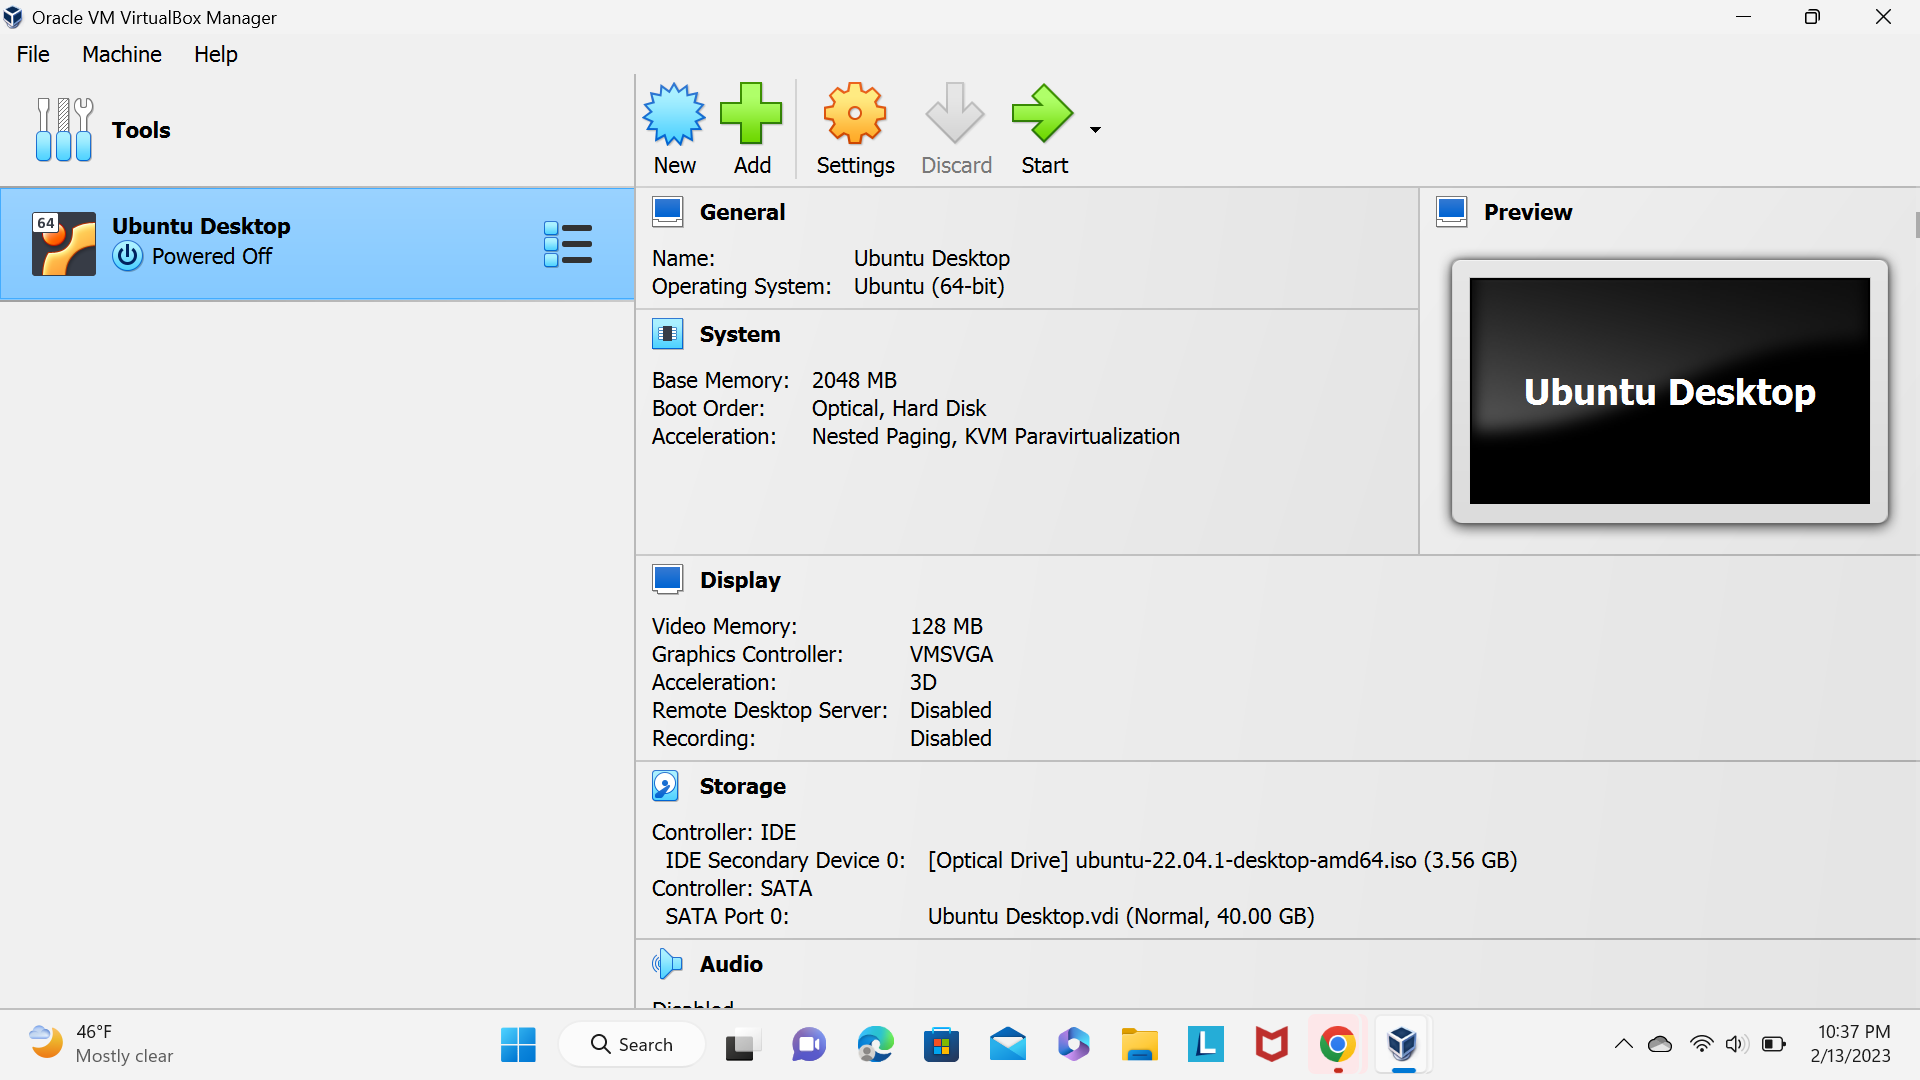 Oracle VM VirtualBox Manager
File Machine Help
Tools
New Add Settings Discard Start
64
Ubuntu Desktop
Powered Off
General
Name: Ubuntu Desktop
Operating System: Ubuntu (64-bit)
Preview
Ubuntu Desktop
System
Base Memory: 2048 MB
Boot Order: Optical, Hard Disk
Acceleration: Nested Paging, KVM Paravirtualization
Display
Video Memory: 128 MB
Graphics Controller: VMSVGA
Acceleration: 3D
Remote Desktop Server: Disabled
Recording: Disabled
Storage
Controller: IDE
IDE Secondary Device 0: [Optical Drive] ubuntu-22.04.1-desktop-amd64.iso (3.56 GB)
Controller: SATA
SATA Port 0: Ubuntu Desktop.vdi (Normal, 40.00 GB)
Audio
Disabled
46°F
Mostly clear
Search
L
10:37 PM
2/13/2023